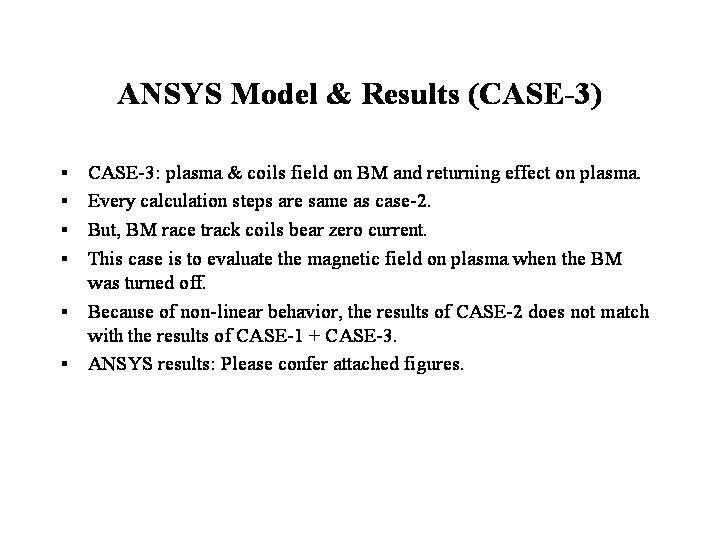 ANSYS Model & Results (CASE-3)
▪ CASE-3: plasma & coils field on BM and returning effect on plasma.
▪ Every calculation steps are same as case-2.
▪ But, BM race track coils bear zero current.
▪ This case is to evaluate the magnetic field on plasma when the BM
was turned off.
▪ Because of non-linear behavior, the results of CASE-2 does not match
with the results of CASE-1 + CASE-3.
▪ ANSYS results: Please confer attached figures.